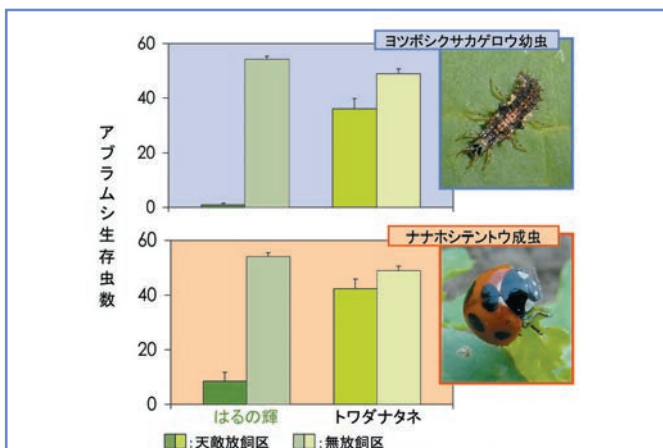 ヨツボシクサカゲロウ幼虫
60
40
20
0
アブラムシ生存虫数
ナナホシテントウ成虫
60
40
20
0
はるの輝 トワダナタネ
:天敵放飼区 :無放飼区